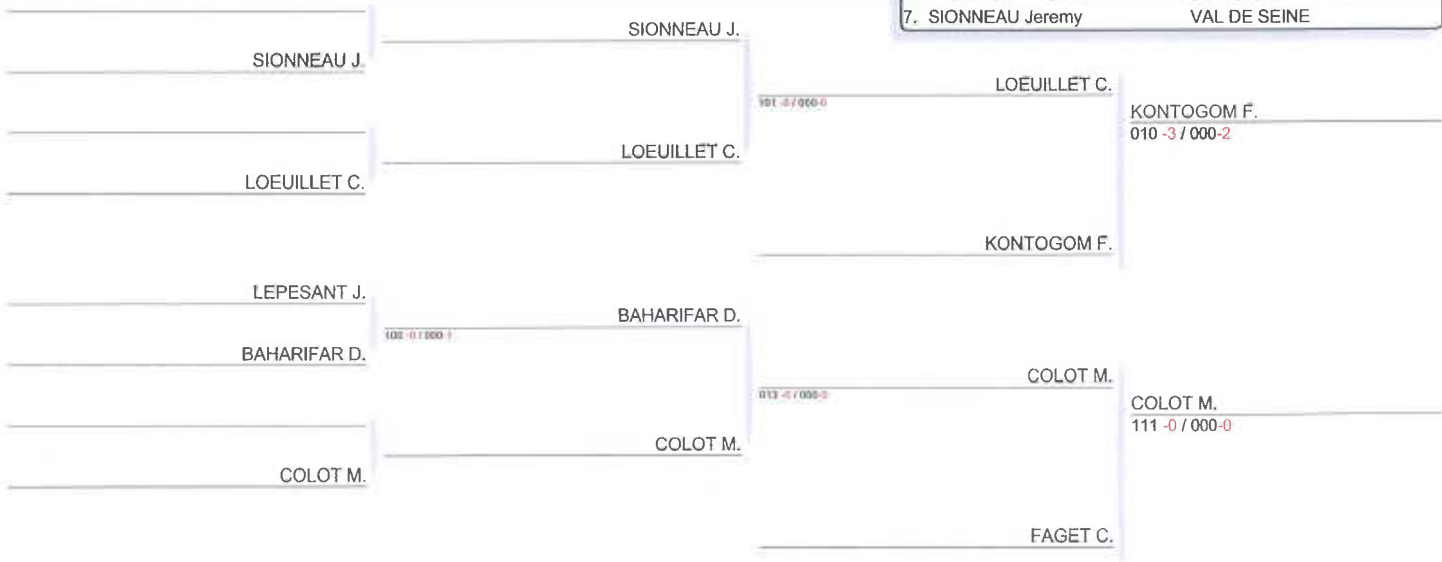 7. SIONNEAU Jeremy VAL DE SEINE
SIONNEAU J.
SIONNEAU J.
LOEUILLET C.
KONTOGOM F.
010 -3 / 000-2
LOEUILLET C.
LOEUILLET C.
KONTOGOM F.
LEPESANT J.
BAHARIFAR D.
BAHARIFAR D.
COLOT M.
COLOT M.
111 -0 / 000-0
COLOT M.
COLOT M.
FAGET C.